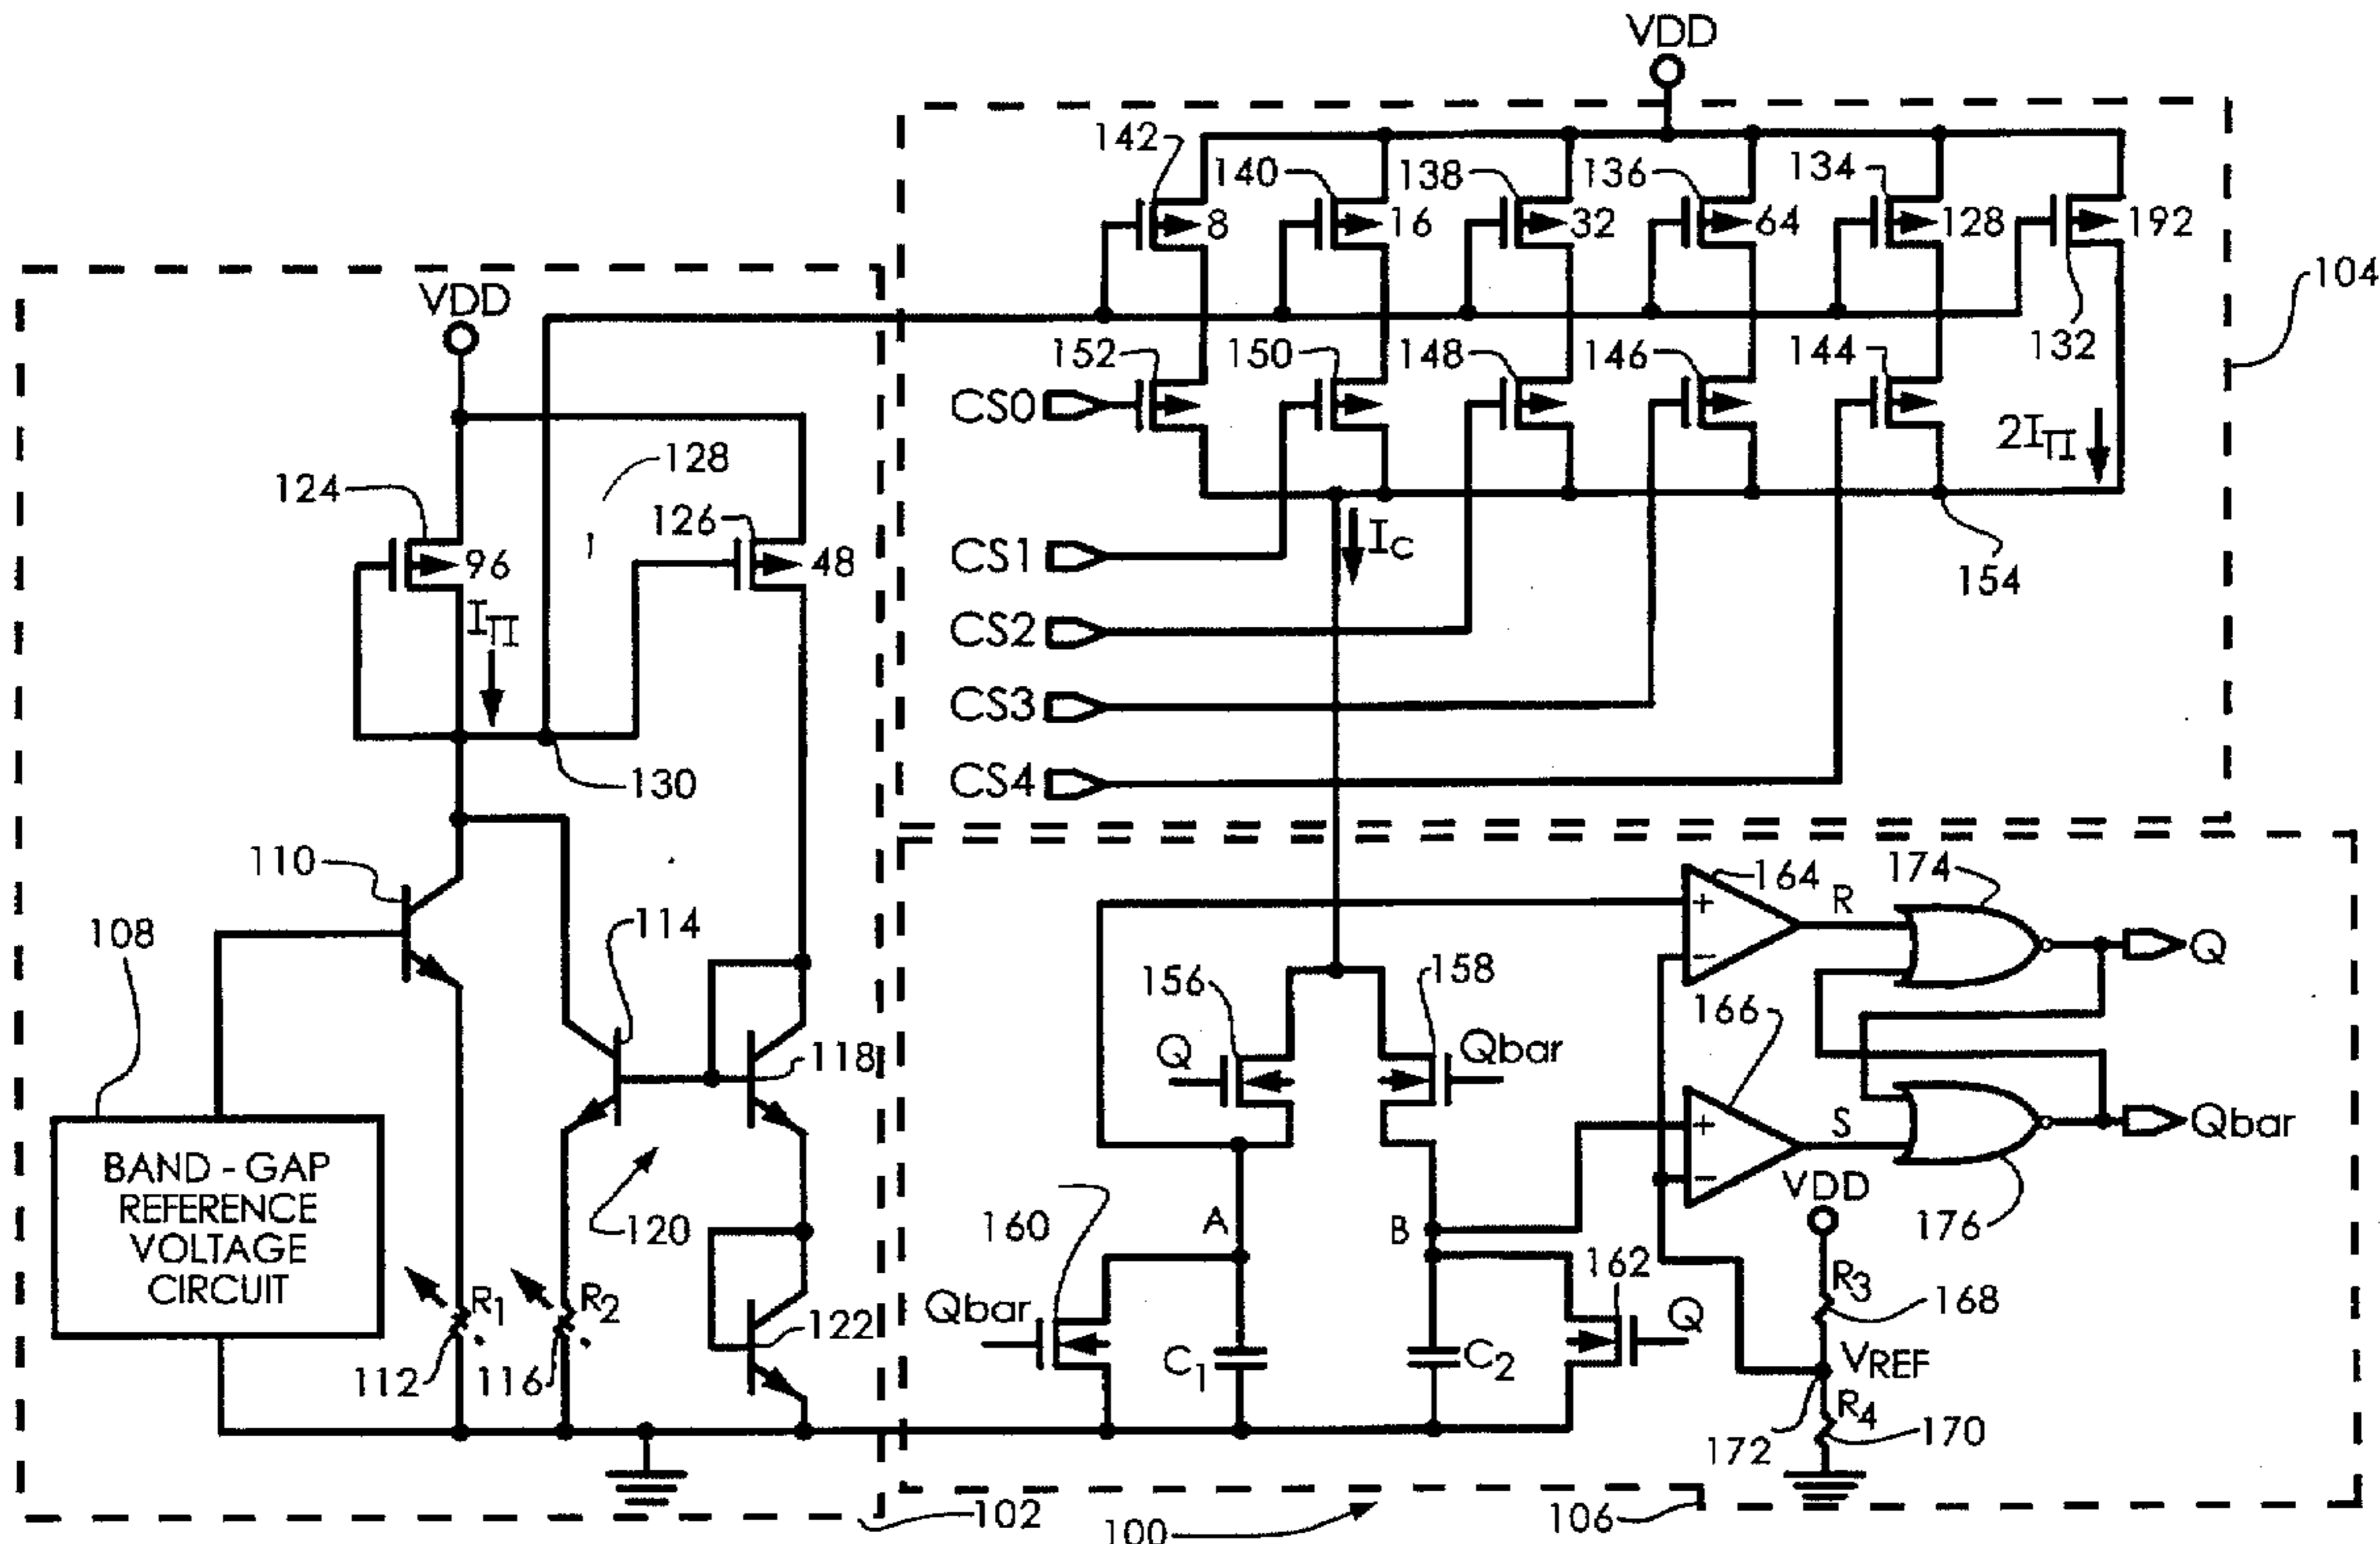 VDD
142
140
138
136
134
8
16
32
64
128
192
104
VDD
152
150
148
146
144
132
CS0
2ITI
128
124
126
96
48
IC
CS1
154
ITI
CS2
CS3
130
CS4
110
164
174
R
+
−
Q
108
114
156
158
166
Q
Qbar
118
+
−
S
Qbar
VDD
176
BAND-GAP
REFERENCE
VOLTAGE
CIRCUIT
120
160
A
B
162
R3
168
R1
R2
122
Qbar
C1
C2
Q
VREF
112
116
R4
172
170
102
100
106